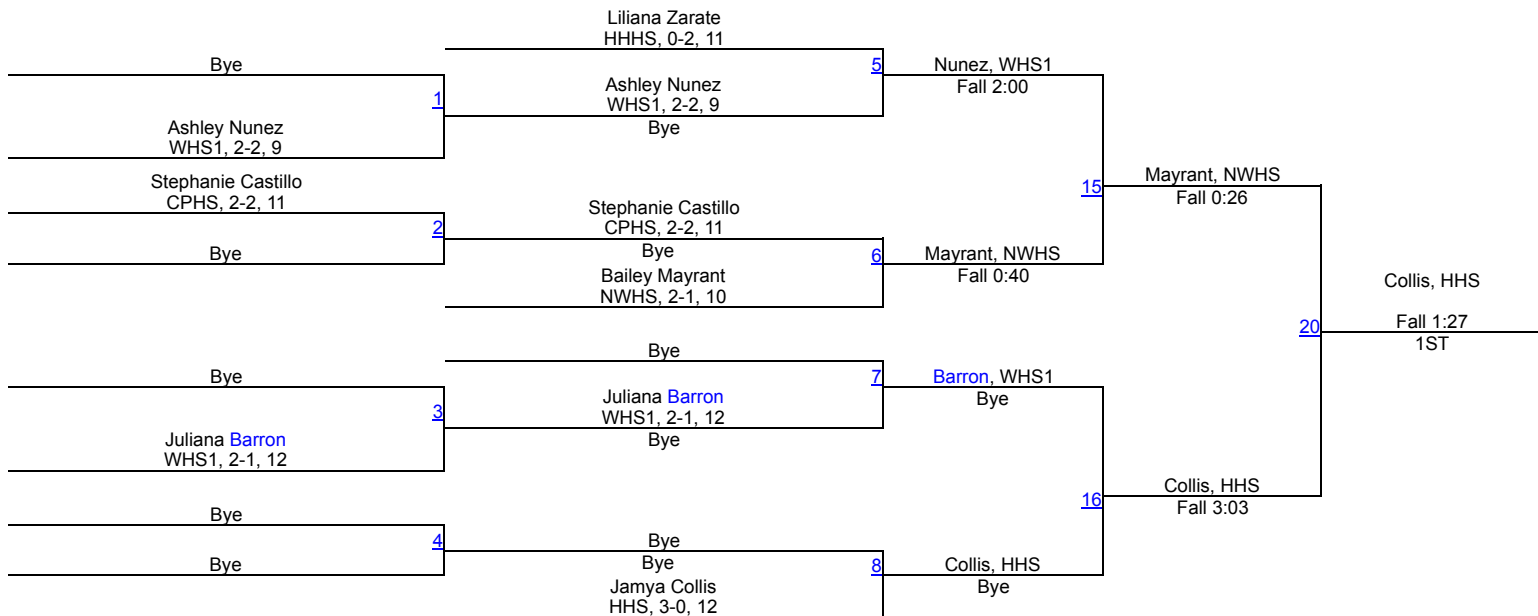 Liliana Zarate
HHHS, 0-2, 11
Bye
5
Nunez, WHS1
Fall 2:00
1
Ashley Nunez
WHS1, 2-2, 9
Bye
Ashley Nunez
WHS1, 2-2, 9
Stephanie Castillo
CPHS, 2-2, 11
15
Mayrant, NWHS
Fall 0:26
Stephanie Castillo
CPHS, 2-2, 11
2
Bye
Bye
6
Mayrant, NWHS
Fall 0:40
Bailey Mayrant
NWHS, 2-1, 10
Collis, HHS
Fall 1:27
20
1ST
Bye
Bye
7
Barron, WHS1
Bye
3
Juliana Barron
WHS1, 2-1, 12
Bye
Juliana Barron
WHS1, 2-1, 12
16
Collis, HHS
Fall 3:03
Bye
4
Bye
Bye
Bye
8
Collis, HHS
Bye
Jamya Collis
HHS, 3-0, 12